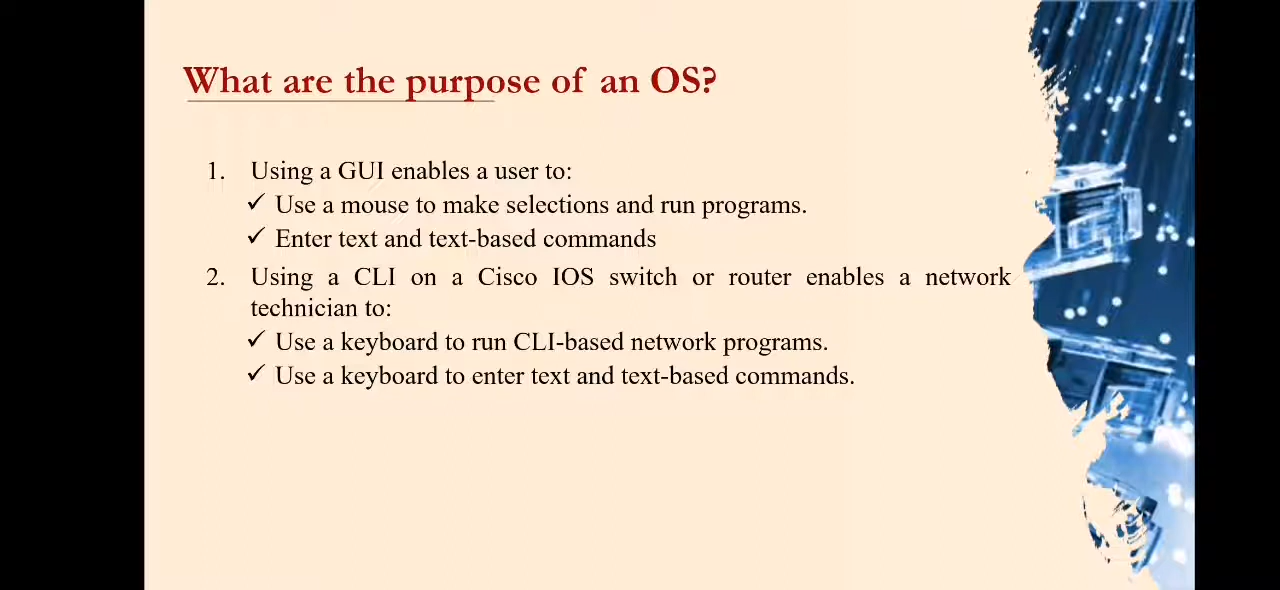 What are the purpose of an OS?
1. Using a GUI enables a user to:
✓ Use a mouse to make selections and run programs.
✓ Enter text and text-based commands
2. Using a CLI on a Cisco IOS switch or router enables a network
technician to:
✓ Use a keyboard to run CLI-based network programs.
✓ Use a keyboard to enter text and text-based commands.